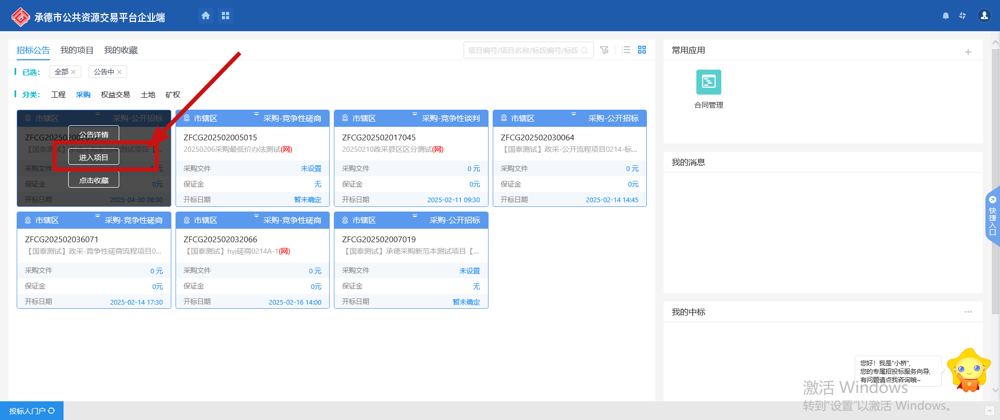 承德市公共资源交易平台企业端
招标公告 我的项目 我的收藏
项目编号/项目名称/标段编号/标段
已选： 全部 公告中
分类： 工程 采购 权益交易 土地 矿权
市辖区 采购-公开招标
公告详情
进入项目
点击收藏
采购文件
保证金 0元
开标日期 2025-04-30 08:30
市辖区 采购-竞争性磋商
ZFCG202502005015
20250206采购最低价办法测试(网)
采购文件 未设置
保证金 无
开标日期 暂未确定
市辖区 采购-竞争性谈判
ZFCG202502017045
20250210政采县区区分测试(网)
采购文件 0 元
保证金 0元
开标日期 2025-02-11 09:30
市辖区 采购-公开招标
ZFCG202502030064
【国泰测试】政采-公开流程项目0214-标...
采购文件 0 元
保证金 0元
开标日期 2025-02-14 14:45
市辖区 采购-竞争性磋商
ZFCG202502036071
【国泰测试】政采-竞争性磋商流程项目0...
采购文件 0 元
保证金 0元
开标日期 2025-02-14 17:30
市辖区 采购-竞争性磋商
ZFCG202502032066
【国泰测试】hyj磋商0214A-1(网)
采购文件 0 元
保证金 0元
开标日期 2025-02-16 14:00
市辖区 采购-公开招标
ZFCG202502007019
【国泰测试】承德采购新范本测试项目【...
采购文件 未设置
保证金 无
开标日期 暂未确定
常用应用
合同管理
我的消息
快捷入口
我的中标
您好！我是"小桥",
您的专属招投标服务向导,
有问题请点我咨询哦~
激活 Windows
转到"设置"以激活 Windows。
投标人门户